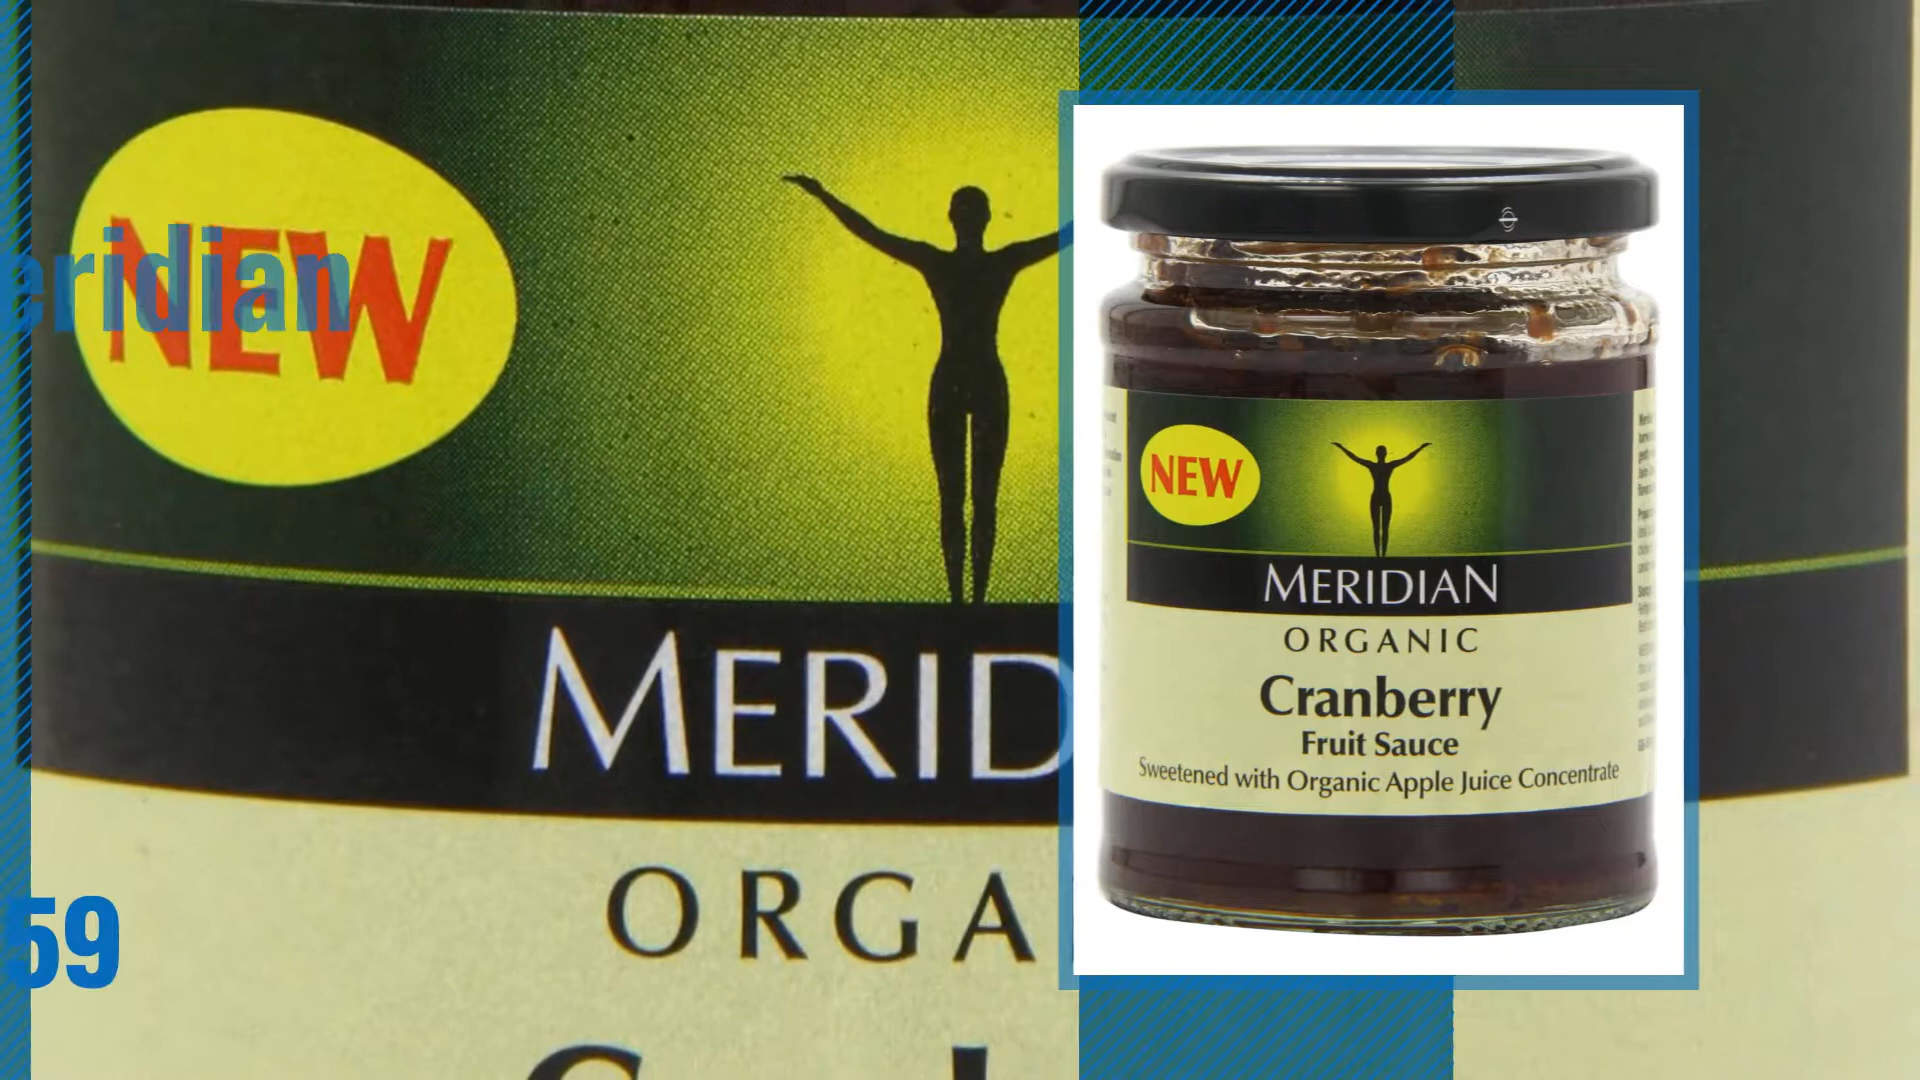 NEW
eridian
MERID
ORGA
59
NEW
MERIDIAN
ORGANIC
Cranberry
Fruit Sauce
Sweetened with Organic Apple Juice Concentrate